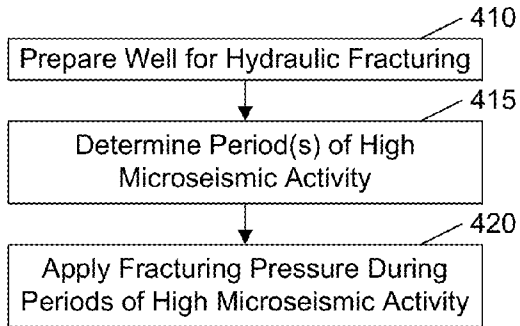 410
Prepare Well for Hydraulic Fracturing
415
Determine Period(s) of High
Microseismic Activity
420
Apply Fracturing Pressure During
Periods of High Microseismic Activity